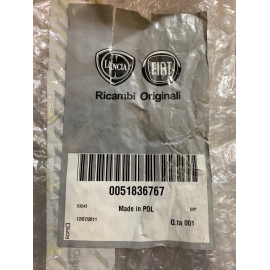 LANCIA FIAT
Ricambi Originali
0051836767
Made in POL
Q.ta 001